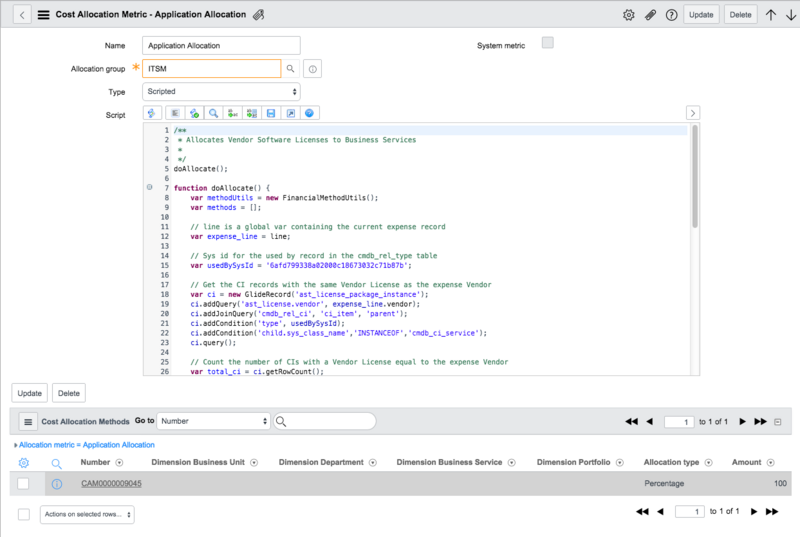 Cost Allocation Metric - Application Allocation
Update
Delete
Name
Application Allocation
System metric
Allocation group
ITSM
Type
Scripted
Script
1 /**
2 * Allocates Vendor Software Licenses to Business Services
3 *
4 */
5 doAllocate();
6
7 function doAllocate() {
8 var methodUtils = new FinancialMethodUtils();
9 var methods = [];
10
11 // line is a global var containing the current expense record
12 var expense_line = line;
13
14 // Sys id for the used by record in the cmdb_rel_type table
15 var usedBySysId = '6afd799338a02000c18673032c71b87b';
16
17 // Get the CI records with the same Vendor License as the expense Vendor
18 var ci = new GlideRecord('ast_license_package_instance');
19 ci.addQuery('ast_license.vendor', expense_line.vendor);
20 ci.addJoinQuery('cmdb_rel_ci', 'ci_item', 'parent');
21 ci.addCondition('type', usedBySysId);
22 ci.addCondition('child.sys_class_name','INSTANCEOF','cmdb_ci_service');
23 ci.query();
24
25 // Count the number of CIs with a Vendor License equal to the expense Vendor
26 var total_ci = ci.getRowCount();
Update
Delete
Cost Allocation Methods Go to Number 1 to 1 of 1
Allocation metric = Application Allocation
Number Dimension Business Unit Dimension Department Dimension Business Service Dimension Portfolio Allocation type Amount
CAM0000009045 Percentage 100
Actions on selected rows... 1 to 1 of 1